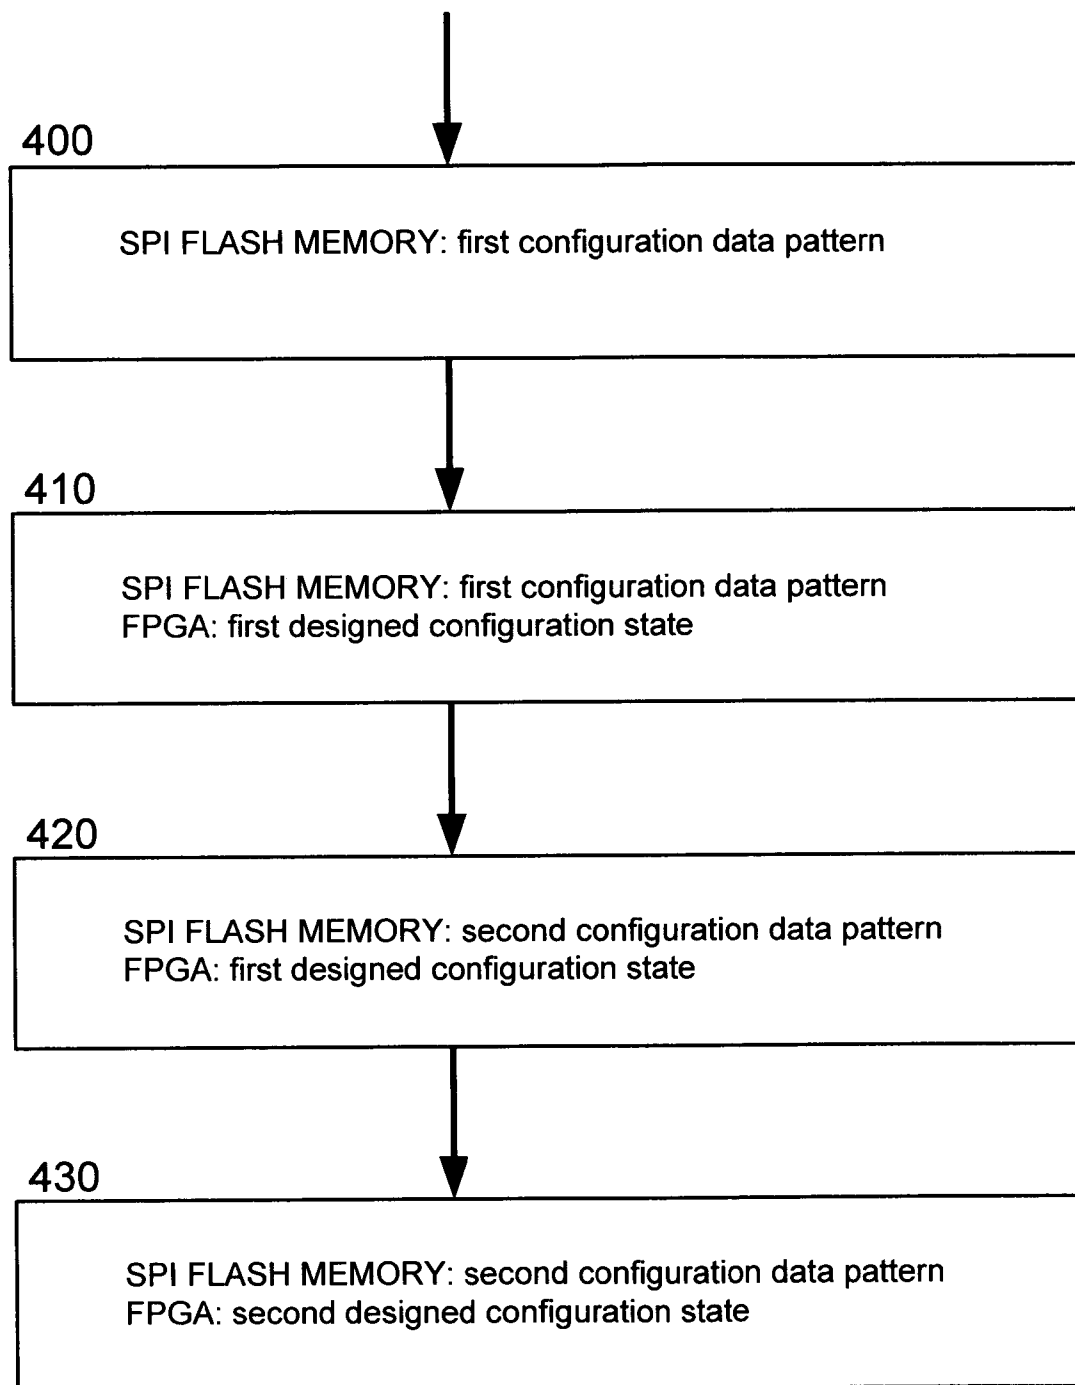 400
SPI FLASH MEMORY: first configuration data pattern
410
SPI FLASH MEMORY: first configuration data pattern
FPGA: first designed configuration state
420
SPI FLASH MEMORY: second configuration data pattern
FPGA: first designed configuration state
430
SPI FLASH MEMORY: second configuration data pattern
FPGA: second designed configuration state